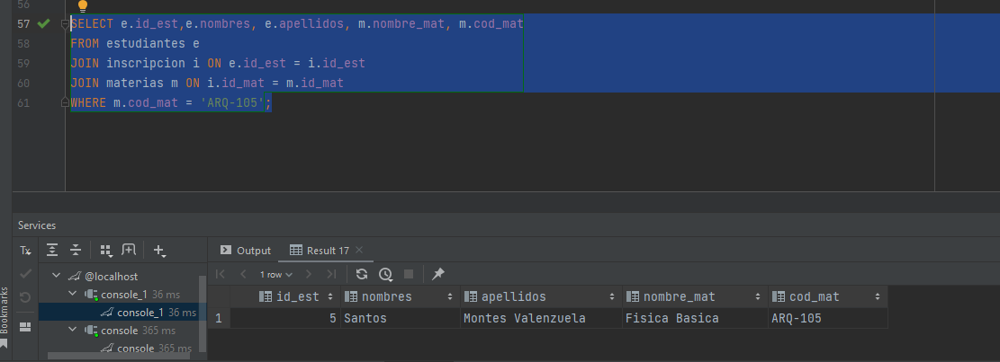 56
57 SELECT e.id_est,e.nombres, e.apellidos, m.nombre_mat, m.cod_mat
58 FROM estudiantes e
59 JOIN inscripcion i ON e.id_est = i.id_est
60 JOIN materias m ON i.id_mat = m.id_mat
61 WHERE m.cod_mat = 'ARQ-105';
Services
Tx
Output Result 17
1 row
@localhost
console_1 36 ms
console_1 36 ms
console 365 ms
console 365 ms
Bookmarks
id_est nombres apellidos nombre_mat cod_mat
1 5 Santos Montes Valenzuela Fisica Basica ARQ-105